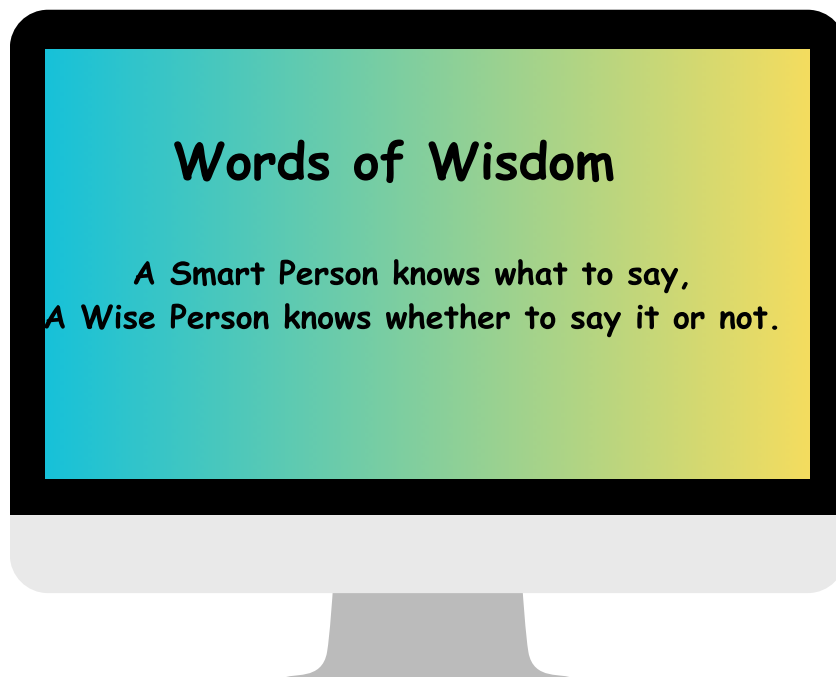 Words of Wisdom
A Smart Person knows what to say,
A Wise Person knows whether to say it or not.